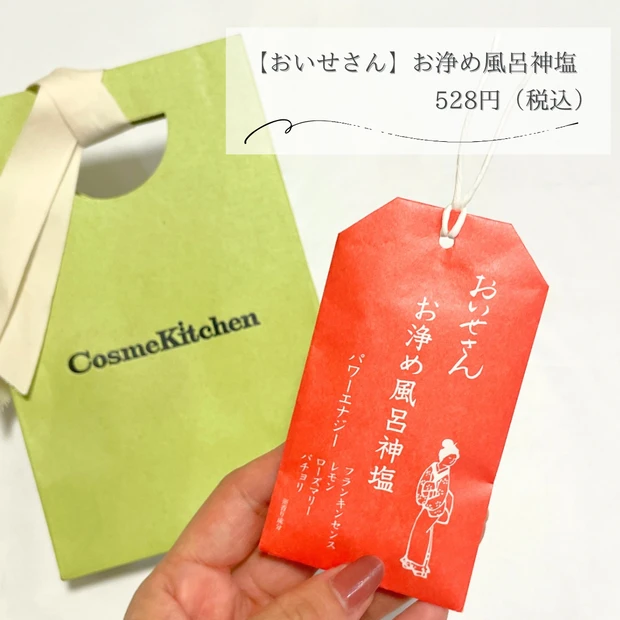 【おいせさん】お浄め風呂神塩
528円（税込）
CosmeKitchen
おいせさん
お浄め風呂神塩
パワーエナジー
フランキンセンス
レモン
ローズマリー
パチョリ